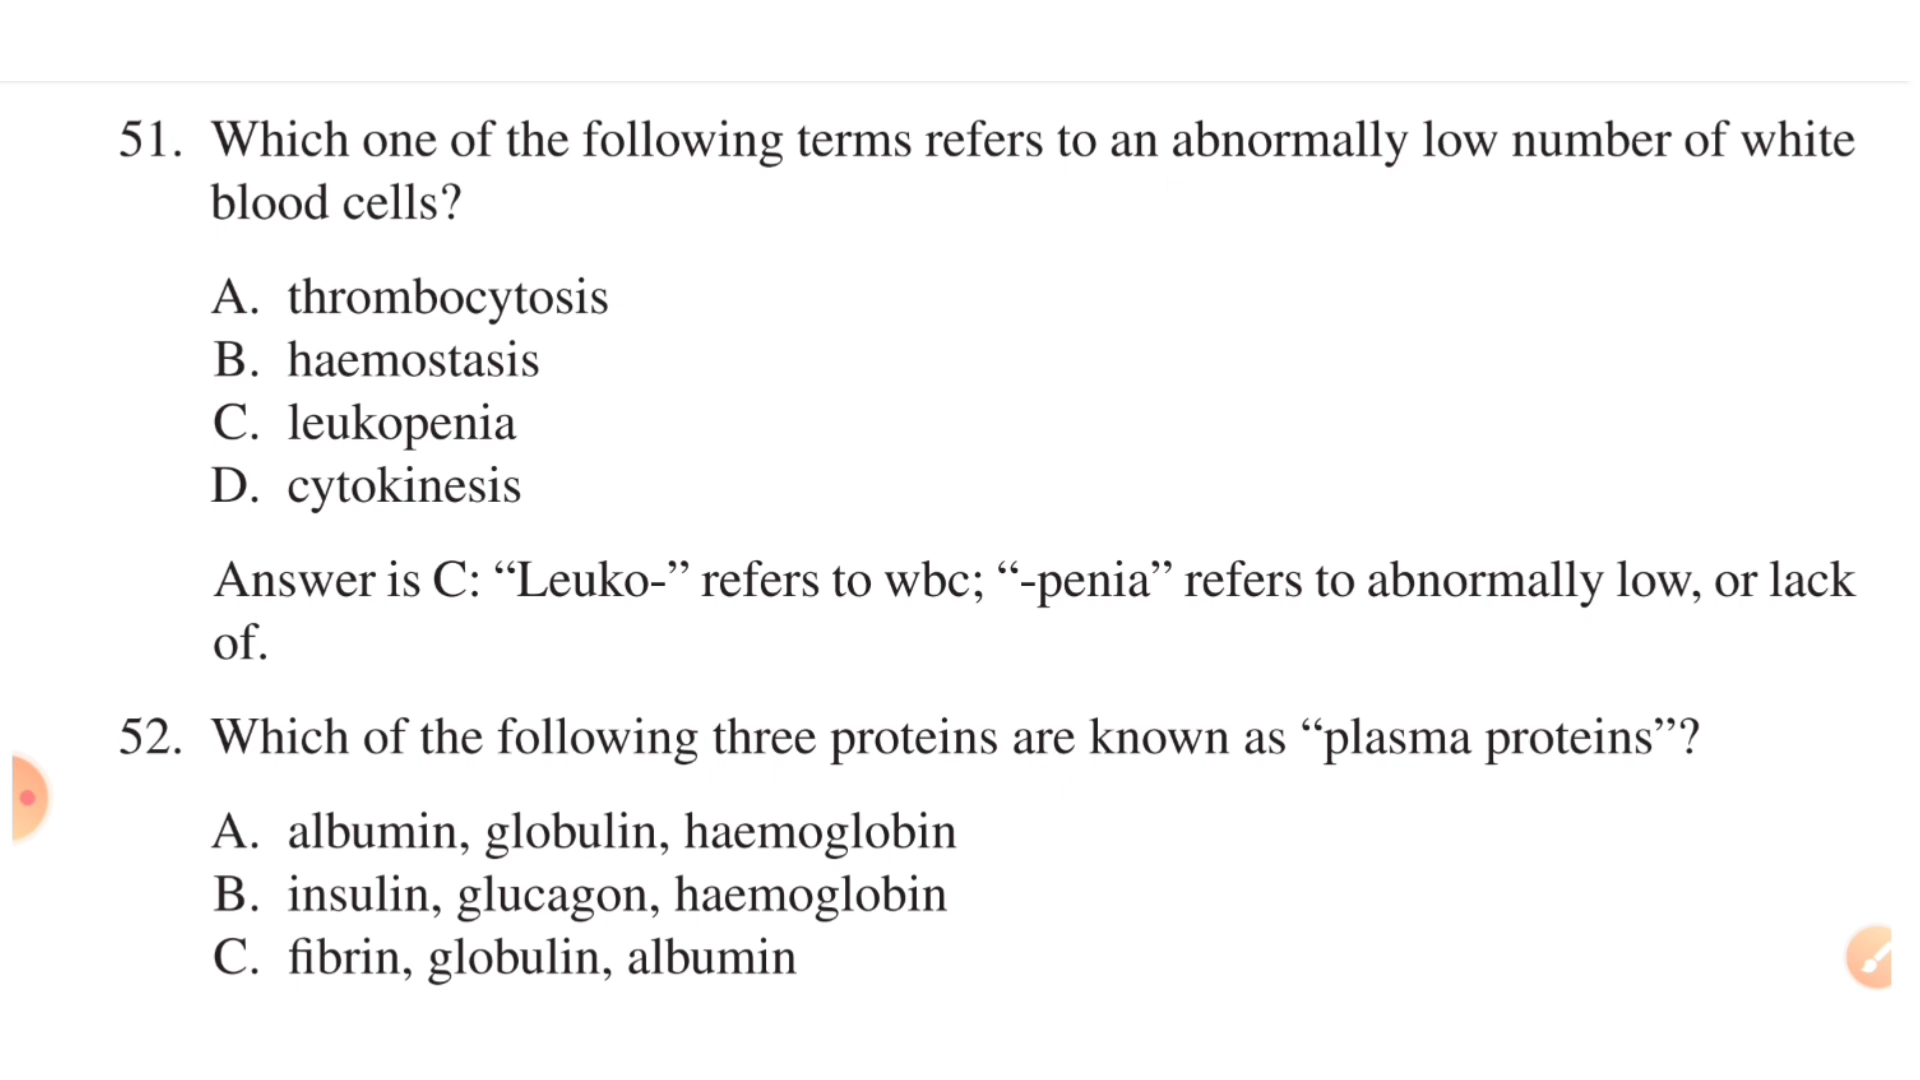 51. Which one of the following terms refers to an abnormally low number of white
blood cells?
A. thrombocytosis
B. haemostasis
C. leukopenia
D. cytokinesis
Answer is C: “Leuko-” refers to wbc; “-penia” refers to abnormally low, or lack
of.
52. Which of the following three proteins are known as “plasma proteins”?
A. albumin, globulin, haemoglobin
B. insulin, glucagon, haemoglobin
C. fibrin, globulin, albumin